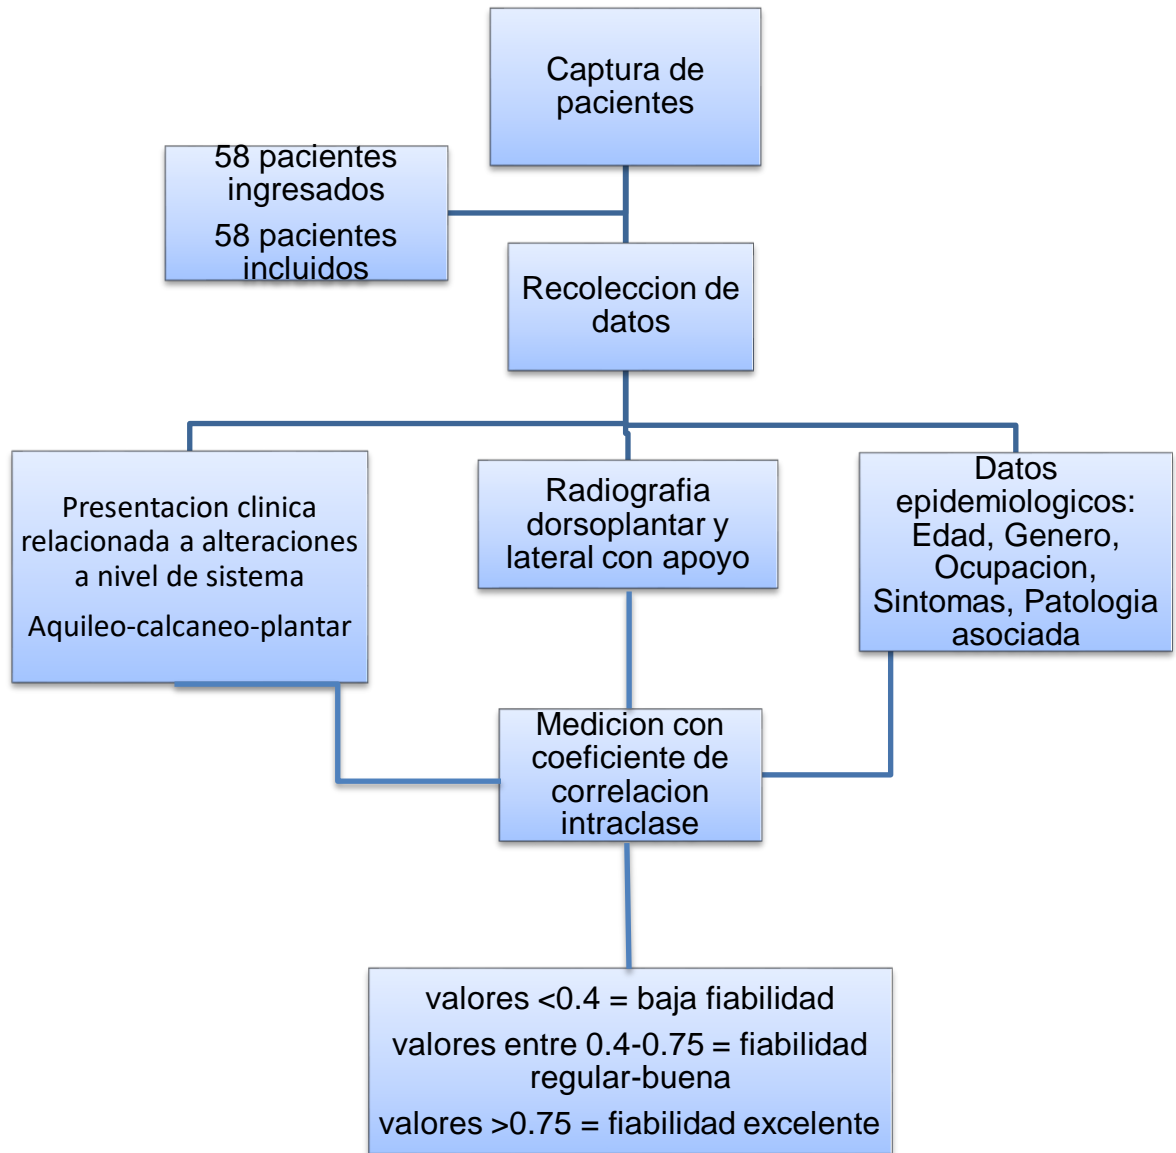 Captura de
pacientes
58 pacientes
ingresados
58 pacientes
incluidos
Recoleccion de
datos
Presentacion clinica
relacionada a alteraciones
a nivel de sistema
Aquileo-calcaneo-plantar
Radiografia
dorsoplantar y
lateral con apoyo
Datos
epidemiologicos:
Edad, Genero,
Ocupacion,
Sintomas, Patologia
asociada
Medicion con
coeficiente de
correlacion
intraclase
valores <0.4 = baja fiabilidad
valores entre 0.4-0.75 = fiabilidad
regular-buena
valores >0.75 = fiabilidad excelente